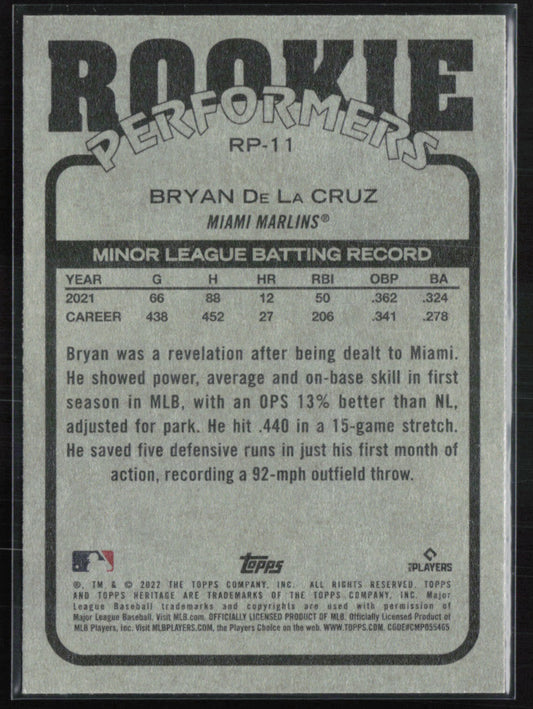 ROOKIE
PERFORMERS
RP-11
BRYAN DE LA CRUZ
MIAMI MARLINS®
MINOR LEAGUE BATTING RECORD
YEAR G H HR RBI OBP BA
2021 66 88 12 50 .362 .324
CAREER 438 452 27 206 .341 .278
Bryan was a revelation after being dealt to Miami.
He showed power, average and on-base skill in first
season in MLB, with an OPS 13% better than NL,
adjusted for park. He hit .440 in a 15-game stretch.
He saved five defensive runs in just his first month of
action, recording a 92-mph outfield throw.
topps
PLAYERS
®, TM & © 2022 THE TOPPS COMPANY, INC. ALL RIGHTS RESERVED. TOPPS
AND TOPPS HERITAGE ARE TRADEMARKS OF THE TOPPS COMPANY, INC. Major
League Baseball trademarks and copyrights are used with permission of
Major League Baseball. Visit MLB.com. OFFICIALLY LICENSED PRODUCT OF MLB. Officially Licensed Product of
MLB Players, Inc. Visit MLBPLAYERS.COM, the Players Choice on the web. WWW.TOPPS.COM. CODE#CMP055465